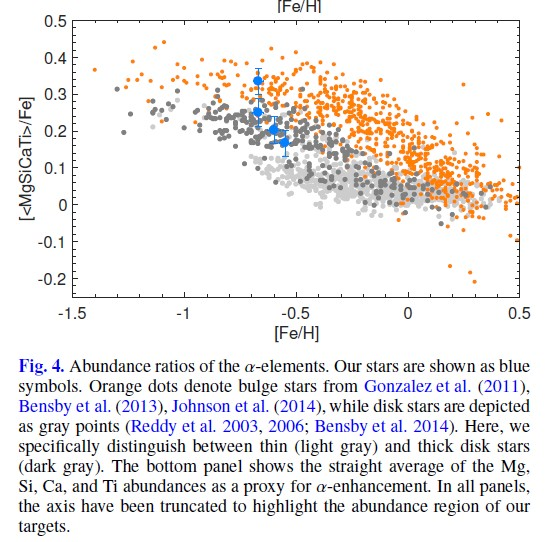 [Fe/H]
0.5
0.4
0.3
0.2
0.1
0
-0.1
-0.2
[<MgSiCaTi>/Fe]
-1.5 -1 -0.5 0 0.5
[Fe/H]
Fig. 4. Abundance ratios of the α-elements. Our stars are shown as blue
symbols. Orange dots denote bulge stars from Gonzalez et al. (2011),
Bensby et al. (2013), Johnson et al. (2014), while disk stars are depicted
as gray points (Reddy et al. 2003, 2006; Bensby et al. 2014). Here, we
specifically distinguish between thin (light gray) and thick disk stars
(dark gray). The bottom panel shows the straight average of the Mg,
Si, Ca, and Ti abundances as a proxy for α-enhancement. In all panels,
the axis have been truncated to highlight the abundance region of our
targets.